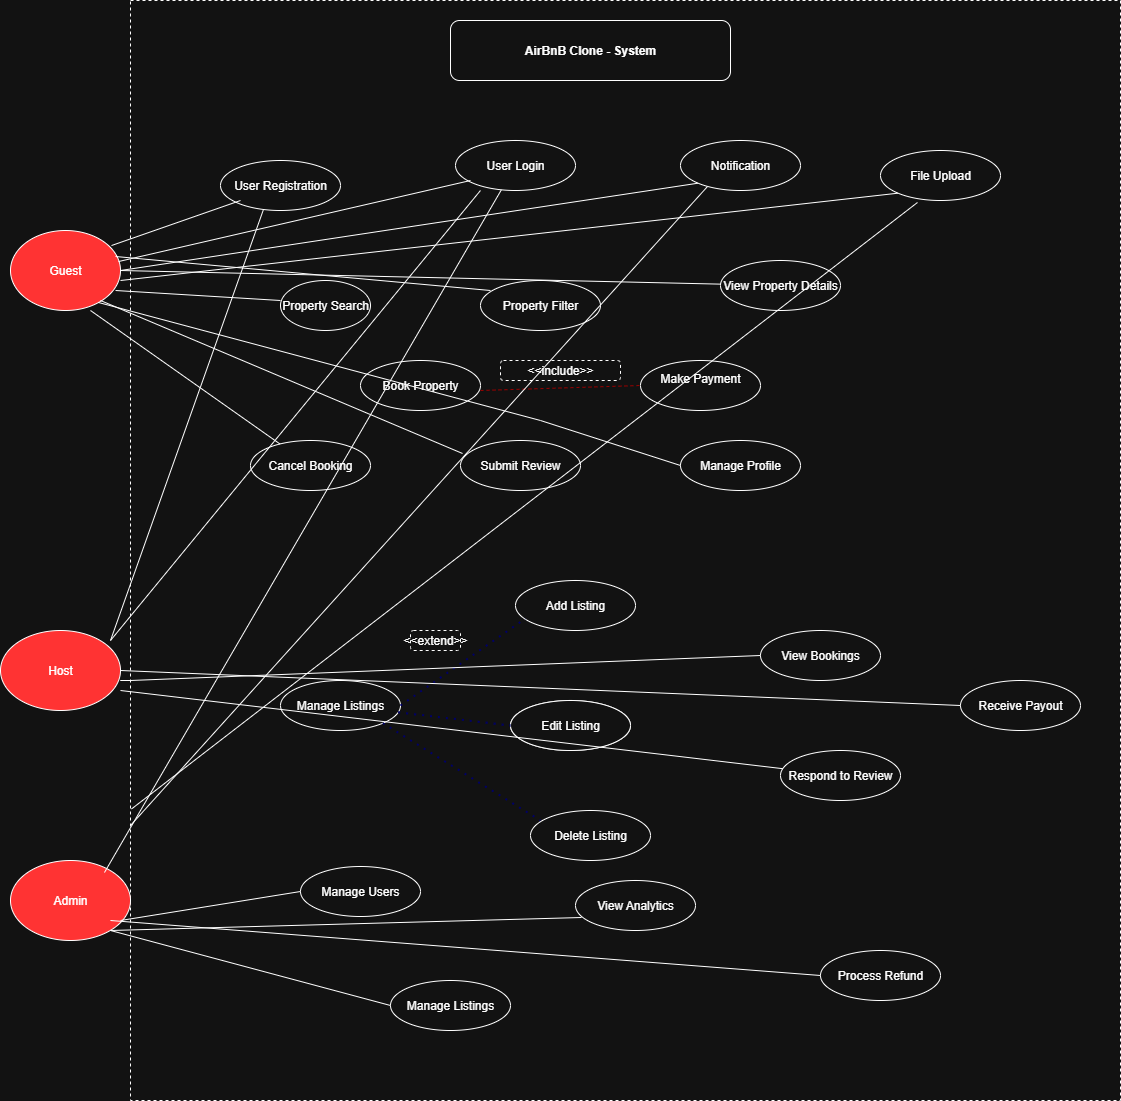 AirBnB Clone - System
User Registration
User Login
Notification
File Upload
Guest
Property Search
Property Filter
View Property Details
Book Property
<<include>>
Make Payment
Cancel Booking
Submit Review
Manage Profile
Add Listing
<<extend>>
Host
View Bookings
Manage Listings
Edit Listing
Receive Payout
Respond to Review
Delete Listing
Admin
Manage Users
View Analytics
Process Refund
Manage Listings